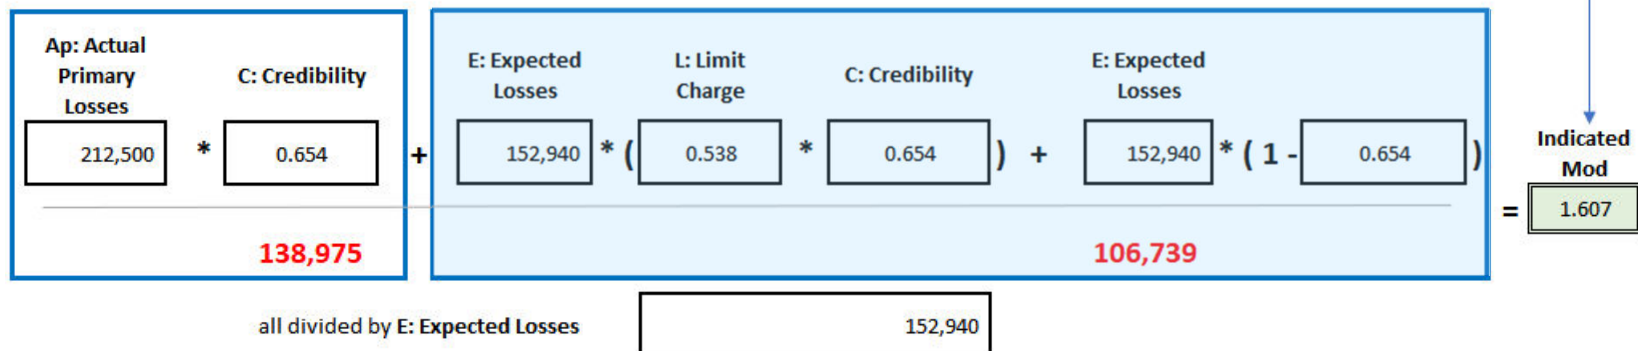 Ap: Actual
Primary
Losses
C: Credibility
E: Expected
Losses
L: Limit
Charge
C: Credibility
E: Expected
Losses
212,500 * 0.654 + 152,940 * ( 0.538 * 0.654 ) + 152,940 * ( 1 - 0.654 )
Indicated
Mod
= 1.607
138,975
106,739
all divided by E: Expected Losses 152,940